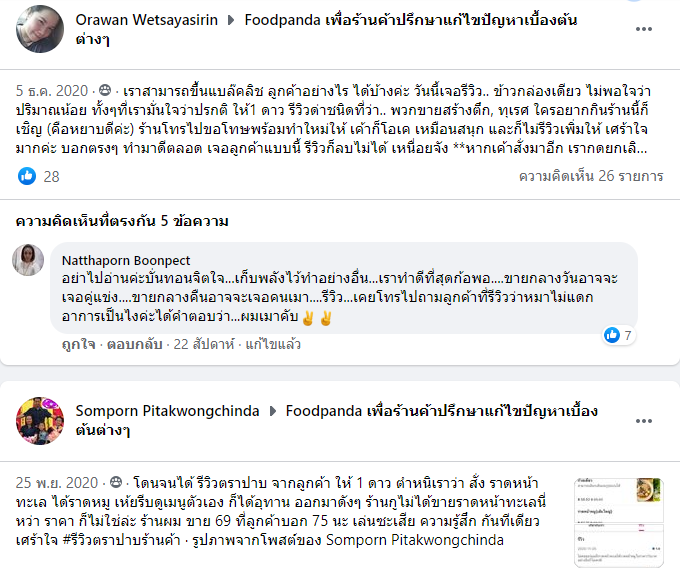 Orawan Wetsayasirin ▶ Foodpanda เพื่อร้านค้าปรึกษาแก้ไขปัญหาเบื้องต้น
ต่างๆ
5 ธ.ค. 2020 · เราสามารถขึ้นแบล๊คลิช ลูกค้าอย่างไร ได้บ้างค่ะ วันนี้เจอรีวิว.. ข้าวกล่องเดียว ไม่พอใจว่า
ปริมาณน้อย ทั้งๆที่เรามั่นใจว่าปรกติ ให้1 ดาว รีวิวด่าชนิดที่ว่า.. พวกขายสร้างตึก, ทุเรศ ใครอยากกินร้านนี้ก็
เชิญ (คือหยาบดีค่ะ) ร้านโทรไปขอโทษพร้อมทำใหม่ให้ เค้าก็โอเค เหมือนสนุก และก็ไม่รีวิวเพิ่มให้ เศร้าใจ
มากค่ะ บอกตรงๆ ทำมาดีตลอด เจอลูกค้าแบบนี้ รีวิวก็ลบไม่ได้ เหนื่อยจัง **หากเค้าสั่งมาอีก เรากดยกเลิ...
28
ความคิดเห็น 26 รายการ
ความคิดเห็นที่ตรงกัน 5 ข้อความ
Natthaporn Boonpect
อย่าไปอ่านค่ะบั่นทอนจิตใจ...เก็บพลังไว้ทำอย่างอื่น...เราทำดีที่สุดก้อพอ....ขายกลางวันอาจจะ
เจอคู่แข่ง....ขายกลางคืนอาจจะเจอคนเมา....รีวิว...เคยโทรไปถามลูกค้าที่รีวิวว่าหมาไม่แดก
อาการเป็นไงค่ะได้คำตอบว่า...ผมเมาคับ✌✌
7
ถูกใจ · ตอบกลับ · 22 สัปดาห์ · แก้ไขแล้ว
Somporn Pitakwongchinda ▶ Foodpanda เพื่อร้านค้าปรึกษาแก้ไขปัญหาเบื้อง
ต้นต่างๆ
25 พ.ย. 2020 · โดนจนได้ รีวิวตราบาป จากลูกค้า ให้ 1 ดาว ตำหนิเราว่า สั่ง ราดหน้า
ทะเล ได้ราดหมู เห้ยรีบดูเมนูตัวเอง ก็ได้อุทาน ออกมาดังๆ ร้านกูไม่ได้ขายราดหน้าทะเลนี่
หว่า ราคา ก็ไม่ใช่ล่ะ ร้านผม ขาย 69 ที่ลูกค้าบอก 75 นะ เล่นซะเสีย ความรู้สึก กันทีเดียว
เศร้าใจ #รีวิวตราบาปร้านค้า · รูปภาพจากโพสต์ของ Somporn Pitakwongchinda